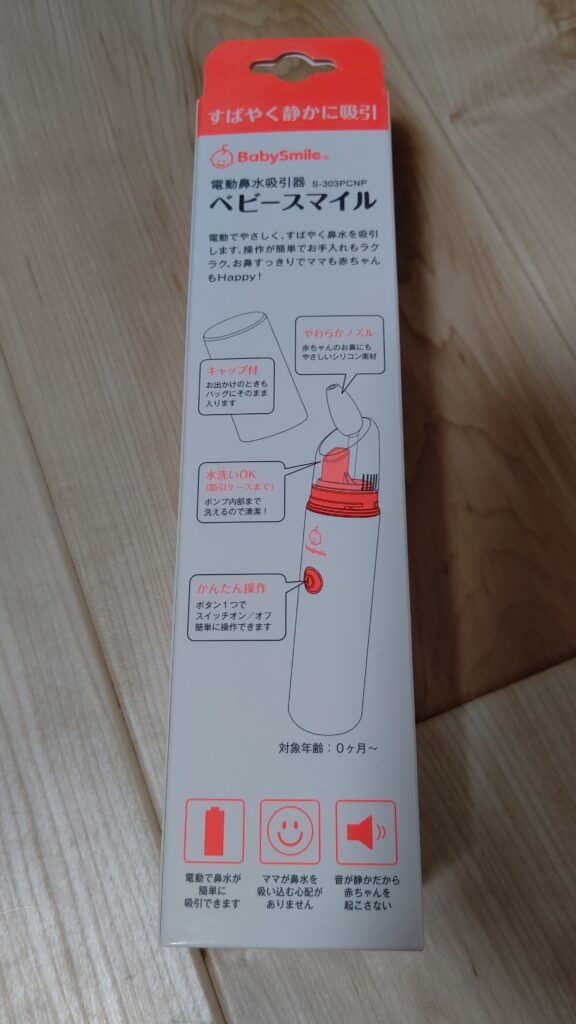 すばやく静かに吸引
BabySmile®
電動鼻水吸引器 S-303PCNP
ベビースマイル
電動でやさしく、すばやく鼻水を吸引
します。操作が簡単でお手入れもラク
ラク。お鼻すっきりでママも赤ちゃん
もHappy!
やわらかノズル
赤ちゃんのお鼻にも
やさしいシリコン素材
キャップ付
お出かけのときも
バッグにそのまま
入ります
水洗いOK
(吸引ケースまで)
ポンプ内部まで
洗えるので清潔!
BabySmile
かんたん操作
ボタン1つで
スイッチオン/オフ
簡単に操作できます
対象年齢:0ヶ月~
電動で鼻水が
簡単に
吸引できます
ママが鼻水を
吸い込む心配が
ありません
音が静かだから
赤ちゃんを
起こさない